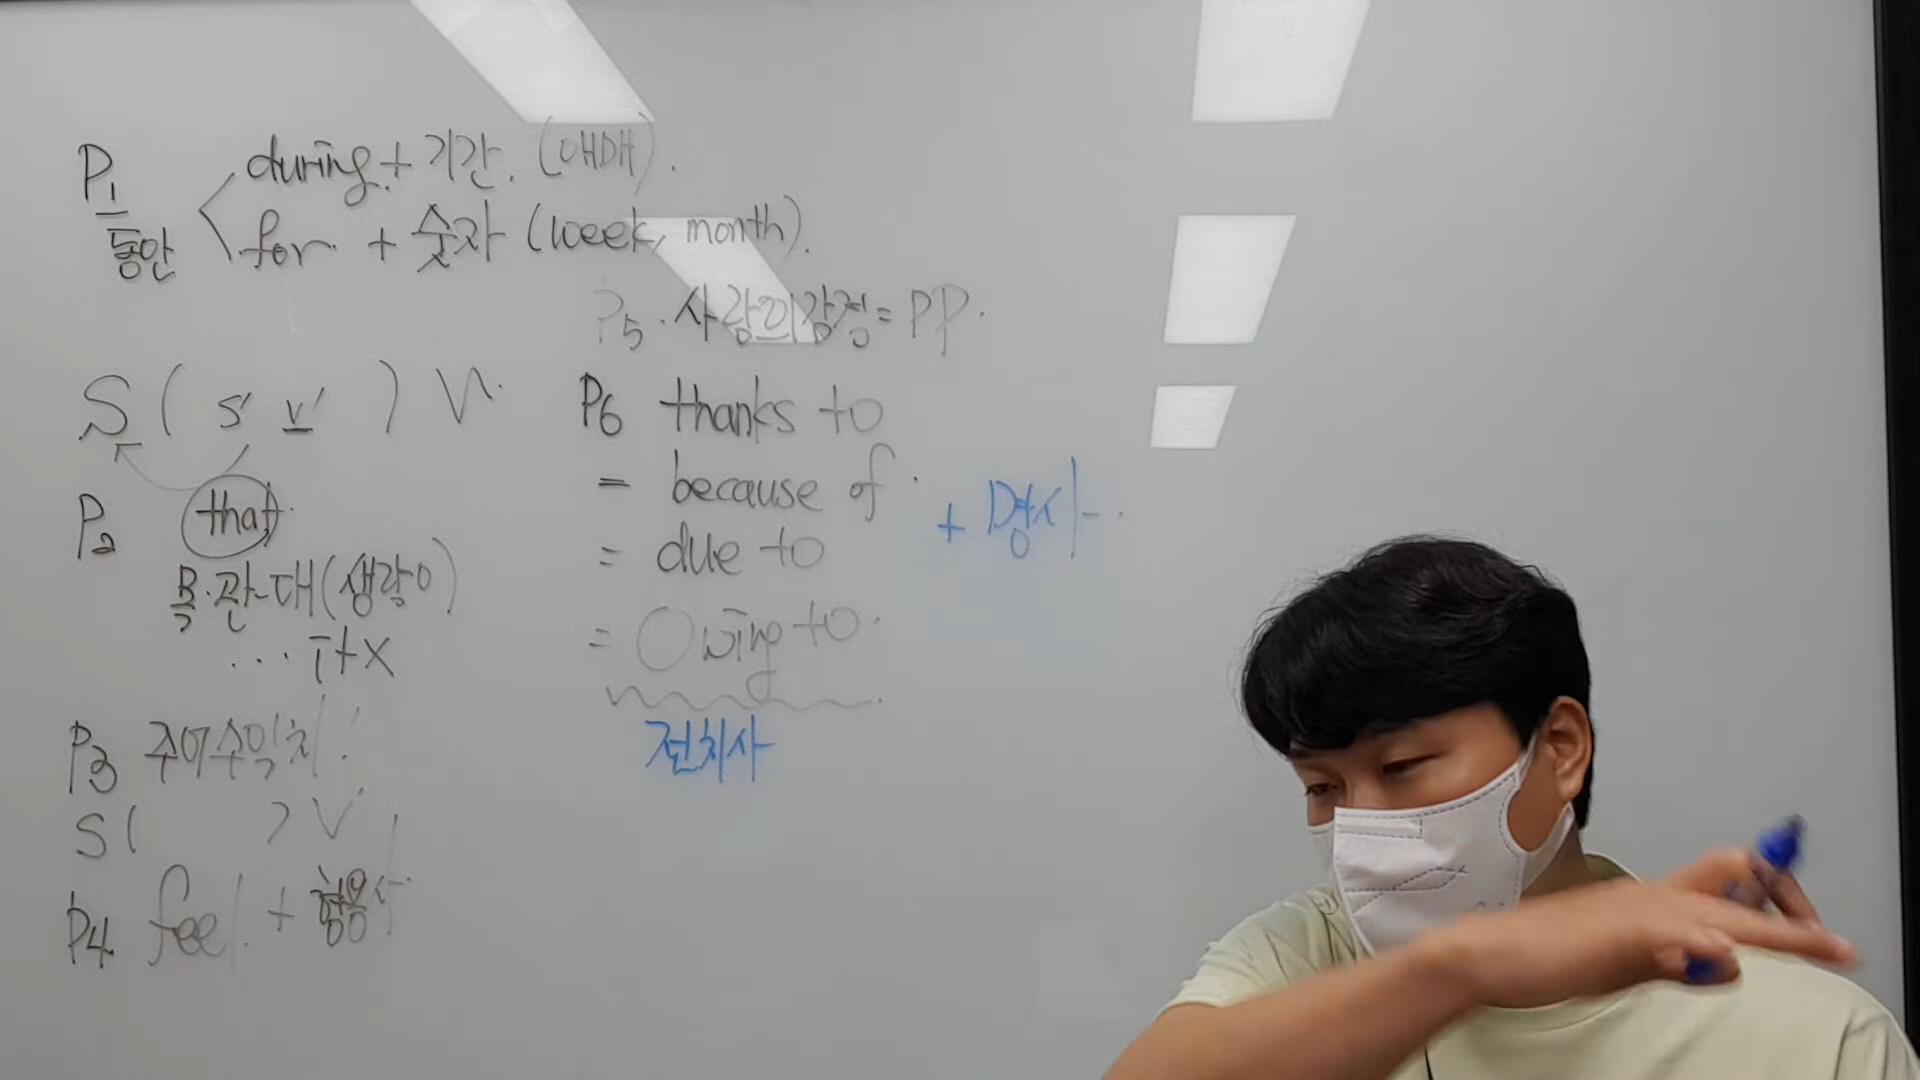 P1 during + 기간. (OHDH).
동안 for + 숫자 (week, month).
S ( s' v' ) V.
P2 that
목·관·대(생략O)
... it X
P3 주어수일치!
S ( ) V
P4 feel + 형용사.
P5. 사람의감정 = PP.
P6 thanks to
= because of. + 명사.
= due to
= Owing to.
전치사